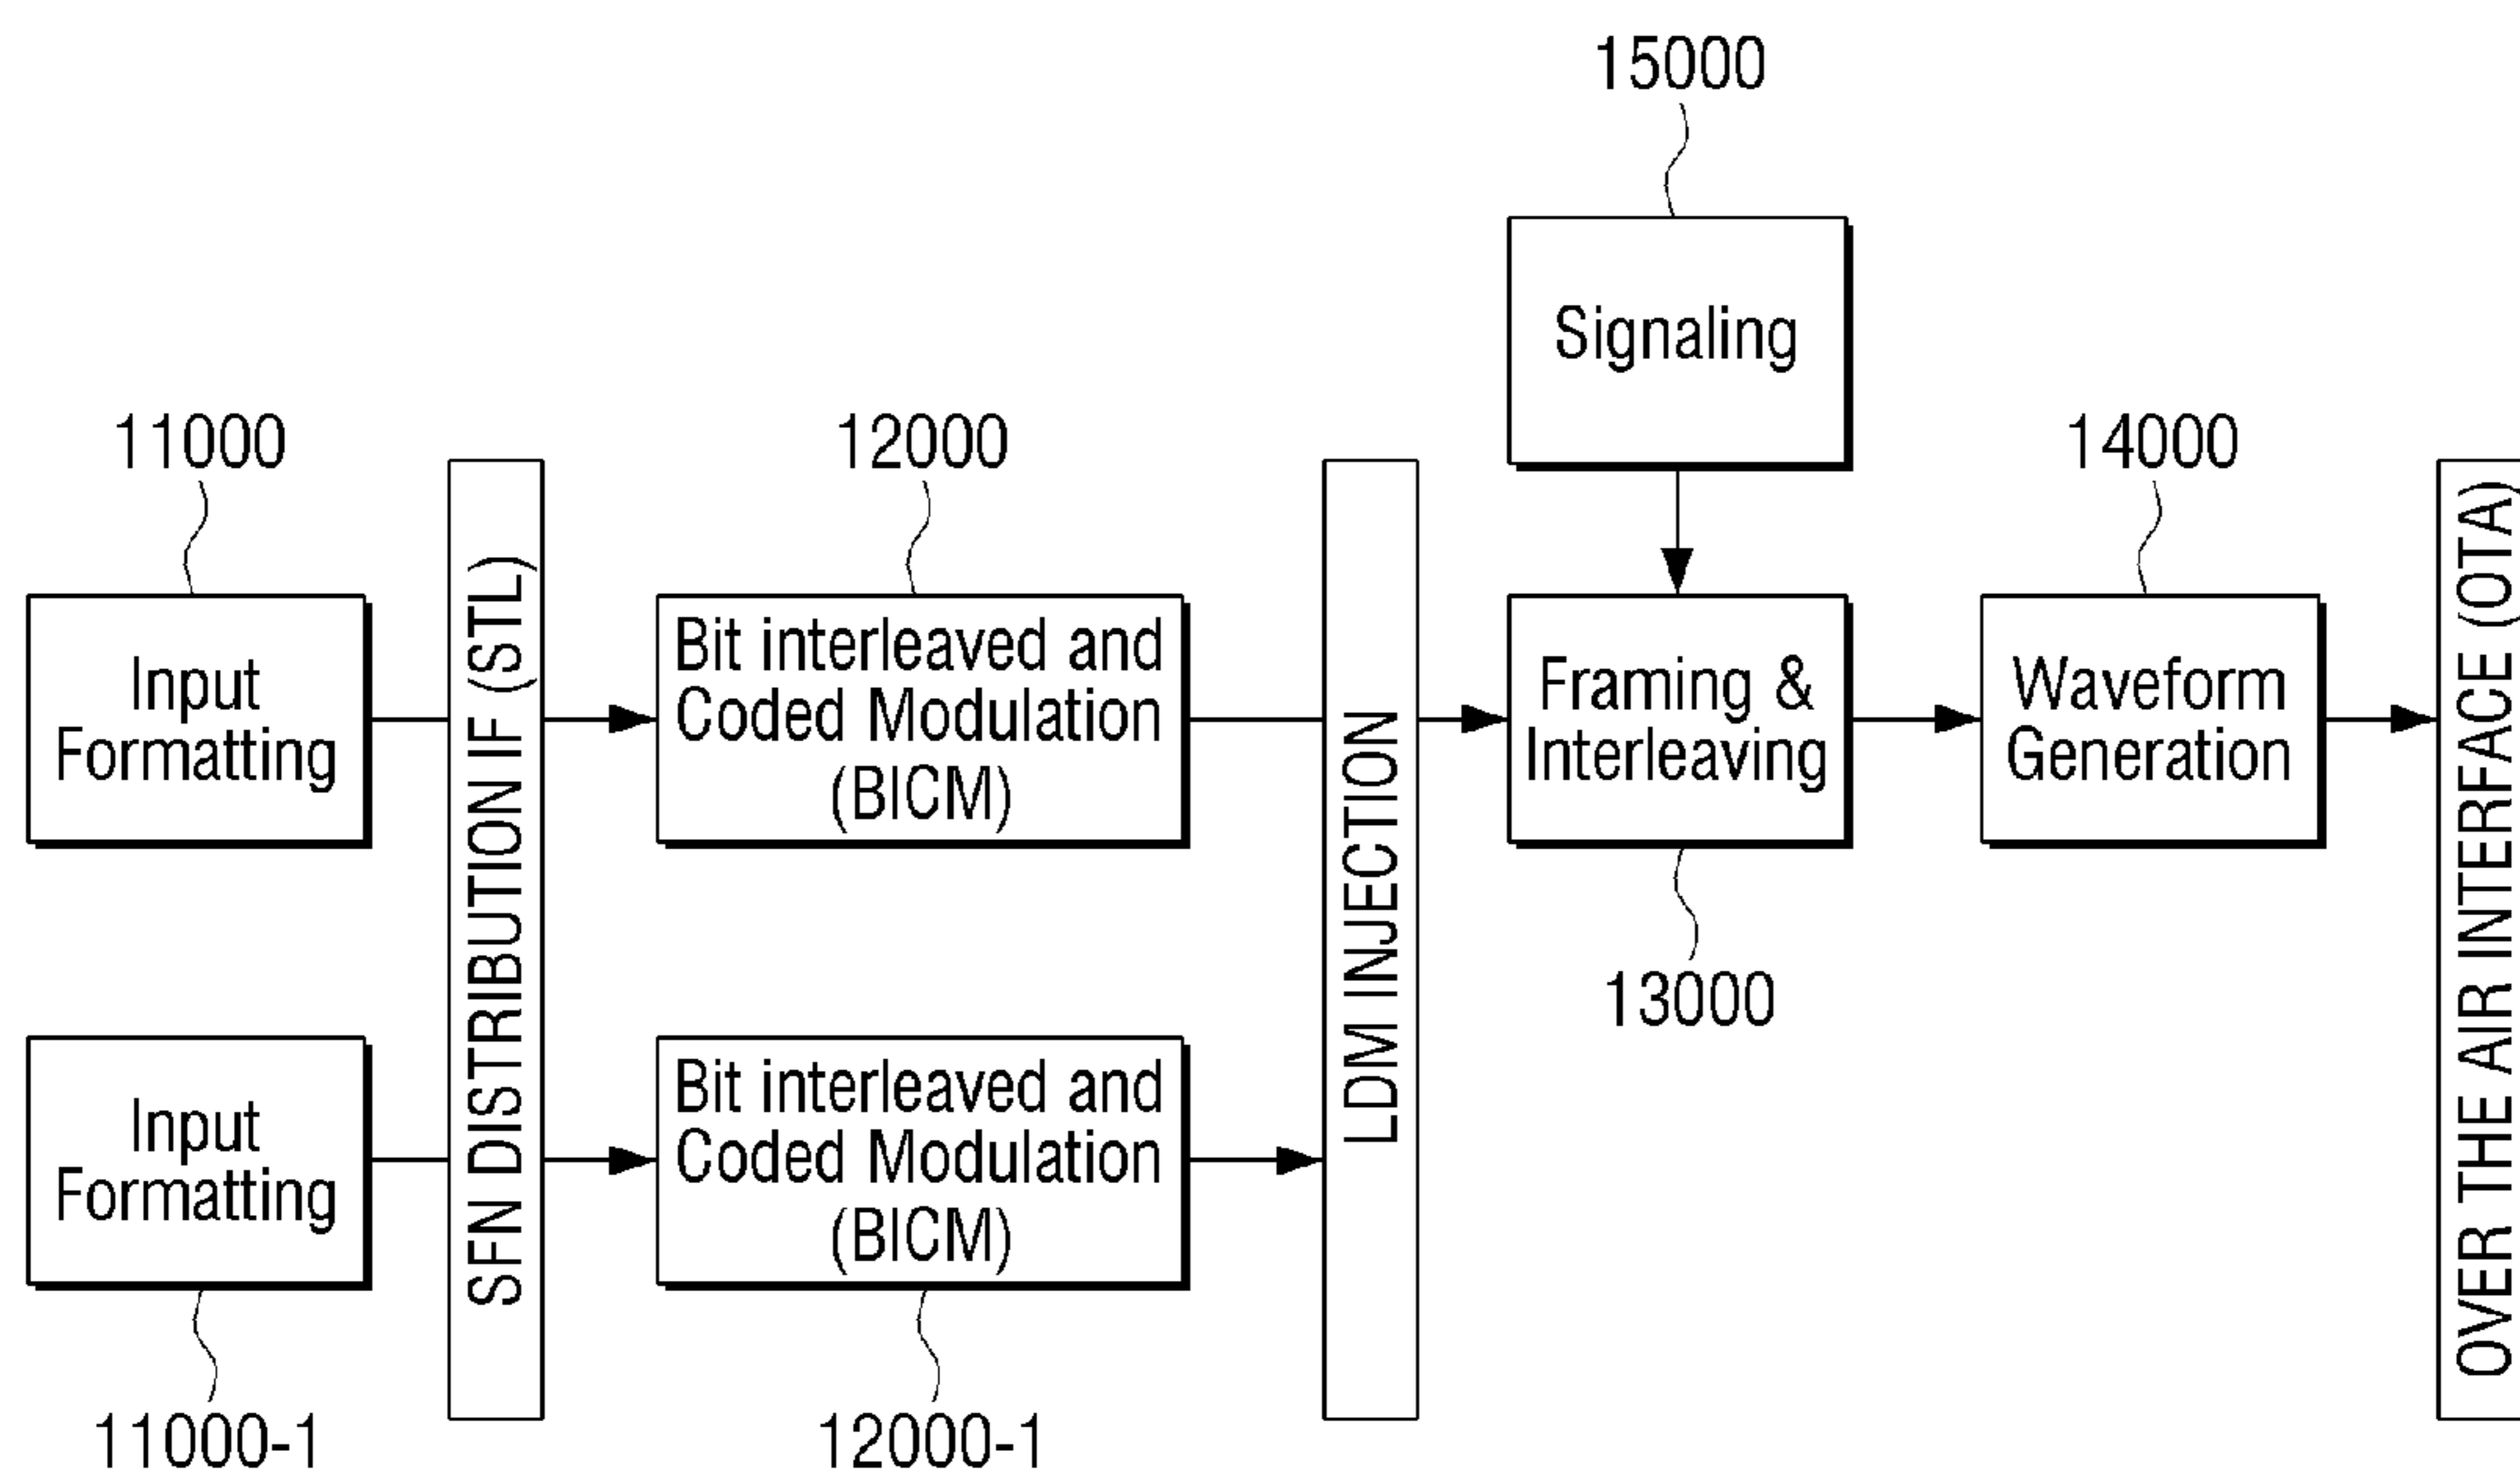 15000
Signaling
11000
12000
14000
Input
Formatting
SFN DISTRIBUTION IF (STL)
Bit interleaved and
Coded Modulation
(BICM)
LDM INJECTION
Framing &
Interleaving
13000
Waveform
Generation
OVER THE AIR INTERFACE (OTA)
Input
Formatting
11000-1
Bit interleaved and
Coded Modulation
(BICM)
12000-1